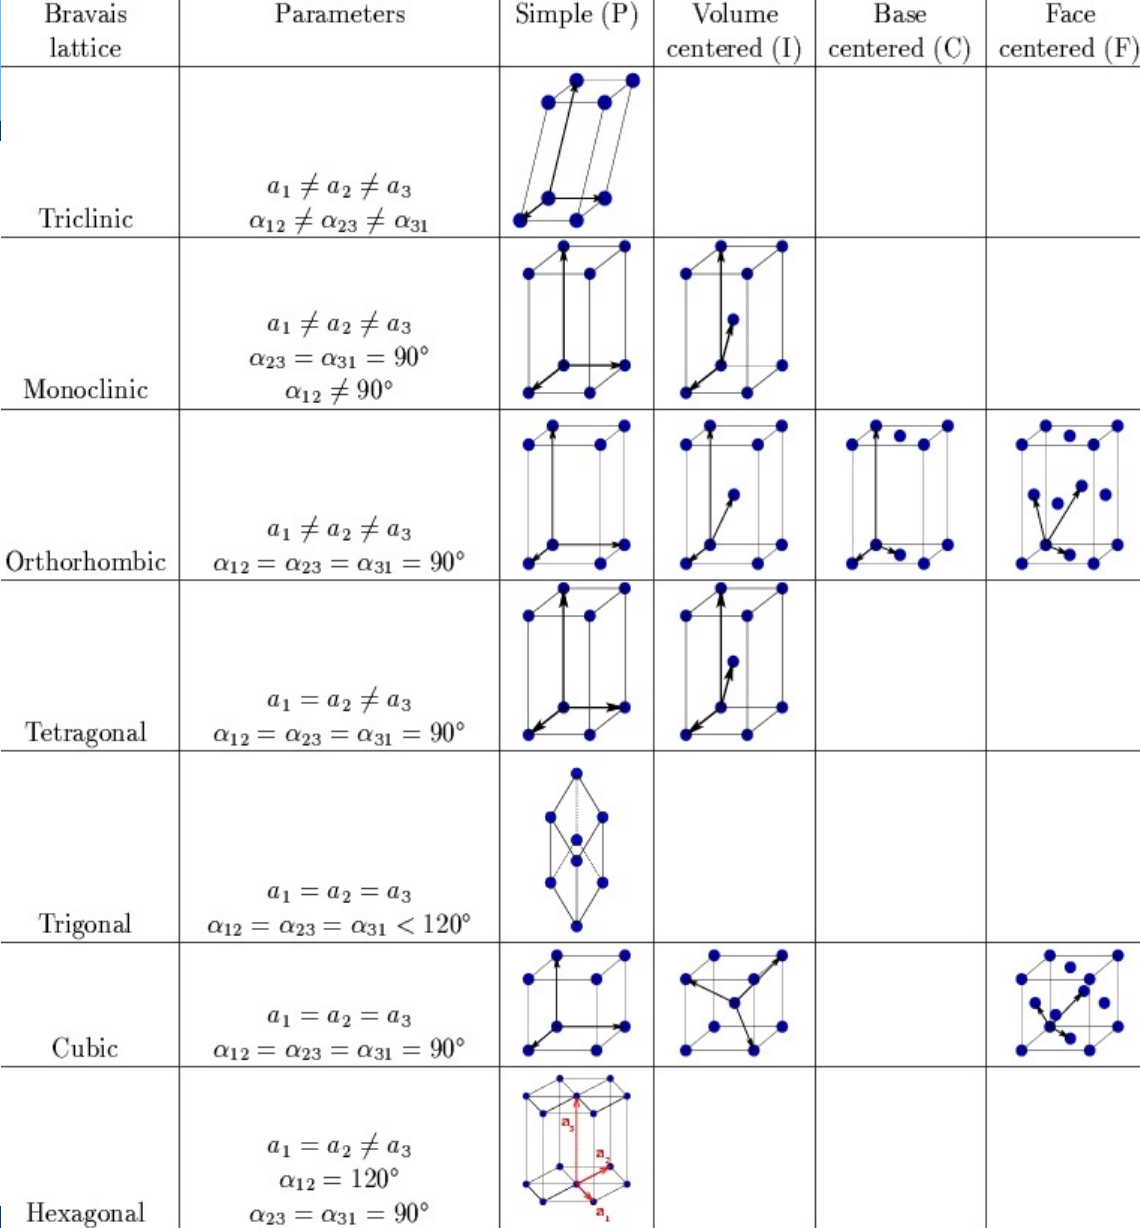 Bravais lattice
Parameters
Simple (P)
Volume centered (I)
Base centered (C)
Face centered (F)
Triclinic
a₁ ≠ a₂ ≠ a₃
α₁₂ ≠ α₂₃ ≠ α₃₁
Monoclinic
a₁ ≠ a₂ ≠ a₃
α₂₃ = α₃₁ = 90°
α₁₂ ≠ 90°
Orthorhombic
a₁ ≠ a₂ ≠ a₃
α₁₂ = α₂₃ = α₃₁ = 90°
Tetragonal
a₁ = a₂ ≠ a₃
α₁₂ = α₂₃ = α₃₁ = 90°
Trigonal
a₁ = a₂ = a₃
α₁₂ = α₂₃ = α₃₁ < 120°
Cubic
a₁ = a₂ = a₃
α₁₂ = α₂₃ = α₃₁ = 90°
Hexagonal
a₁ = a₂ ≠ a₃
α₁₂ = 120°
α₂₃ = α₃₁ = 90°
a₃
a₂
a₁